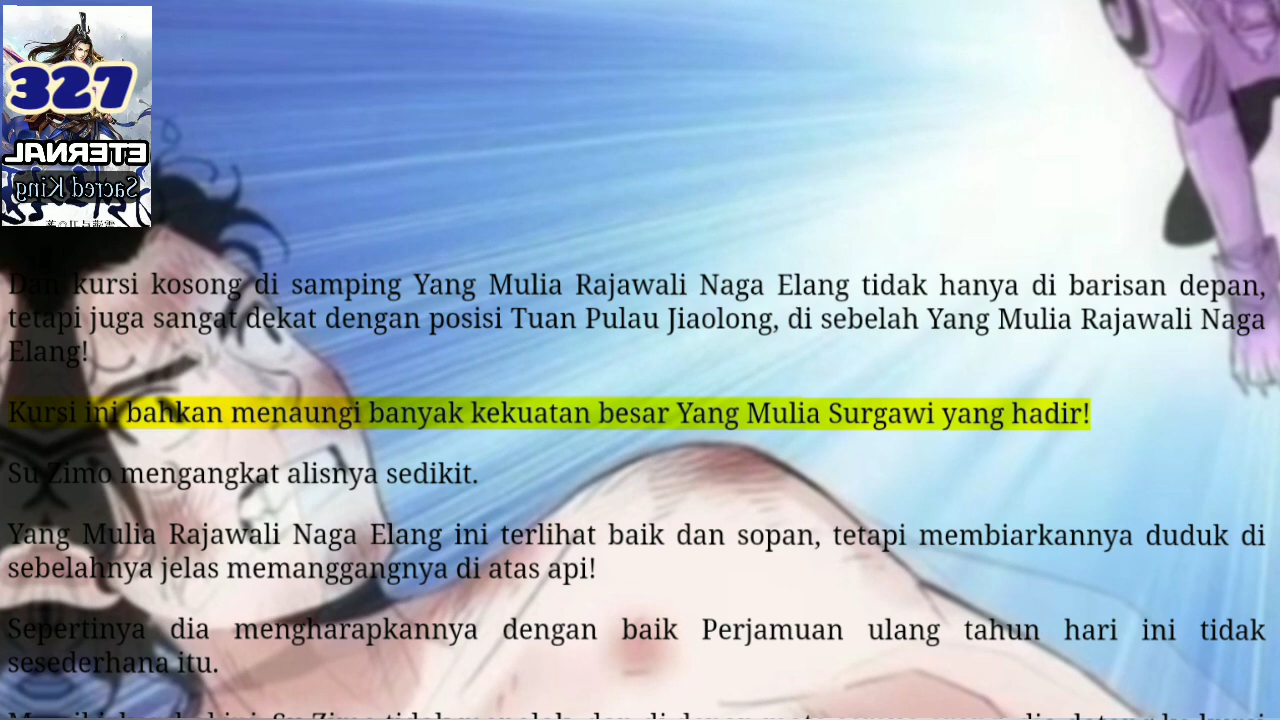 327
ETERNAL
Sacred King
Dan kursi kosong di samping Yang Mulia Rajawali Naga Elang tidak hanya di barisan depan,
tetapi juga sangat dekat dengan posisi Tuan Pulau Jiaolong, di sebelah Yang Mulia Rajawali Naga
Elang!
Kursi ini bahkan menaungi banyak kekuatan besar Yang Mulia Surgawi yang hadir!
Su Zimo mengangkat alisnya sedikit.
Yang Mulia Rajawali Naga Elang ini terlihat baik dan sopan, tetapi membiarkannya duduk di
sebelahnya jelas memanggangnya di atas api!
Sepertinya dia mengharapkannya dengan baik Perjamuan ulang tahun hari ini tidak
sesederhana itu.